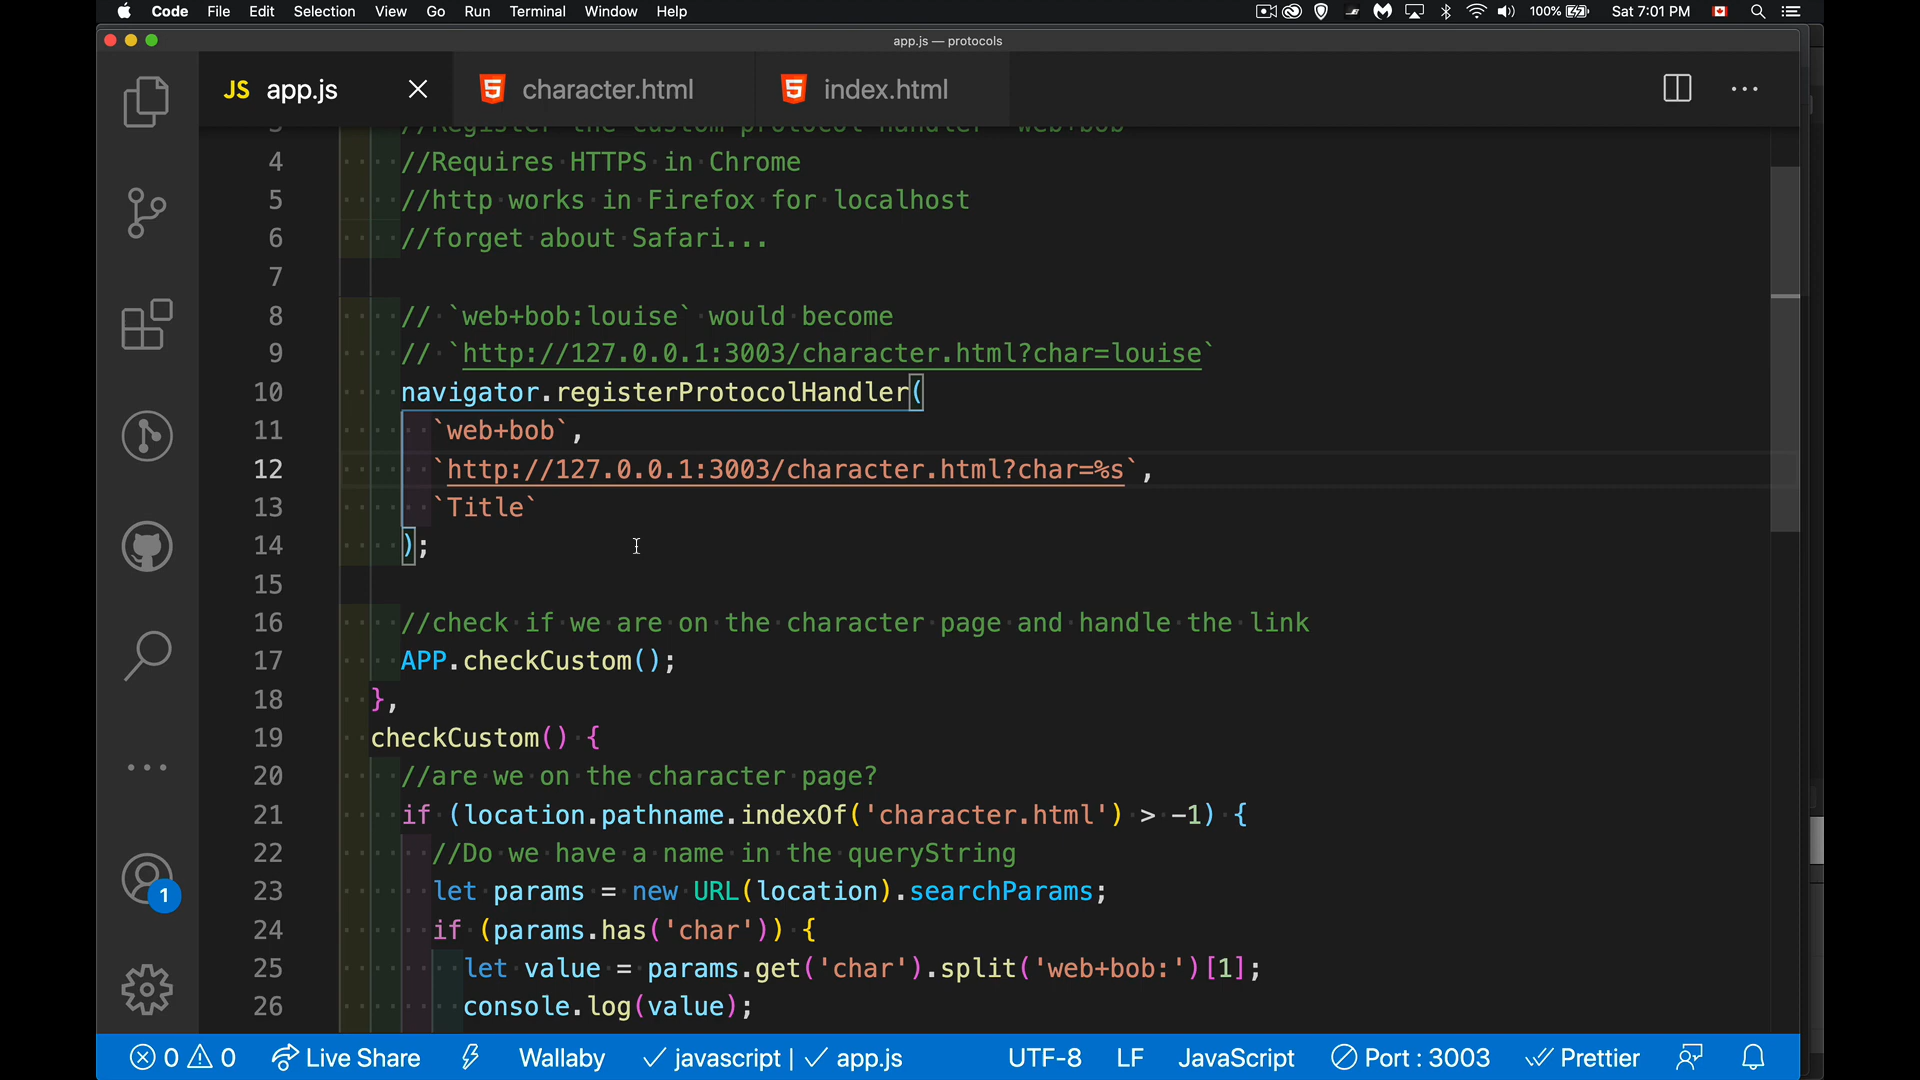 Code File Edit Selection View Go Run Terminal Window Help 100% Sat 7:01 PM
app.js — protocols
JS app.js character.html index.html
3 //Register the custom protocol handler web+bob
4 //Requires HTTPS in Chrome
5 //http works in Firefox for localhost
6 //forget about Safari...
7
8 // `web+bob:louise` would become
9 // `http://127.0.0.1:3003/character.html?char=louise`
10 navigator.registerProtocolHandler(
11 `web+bob`,
12 `http://127.0.0.1:3003/character.html?char=%s`,
13 `Title`
14 );
15
16 //check if we are on the character page and handle the link
17 APP.checkCustom();
18 },
19 checkCustom() {
20 //are we on the character page?
21 if (location.pathname.indexOf('character.html') > -1) {
22 //Do we have a name in the queryString
23 let params = new URL(location).searchParams;
24 if (params.has('char')) {
25 let value = params.get('char').split('web+bob:')[1];
26 console.log(value);
1
0 0 Live Share Wallaby javascript | app.js UTF-8 LF JavaScript Port : 3003 Prettier